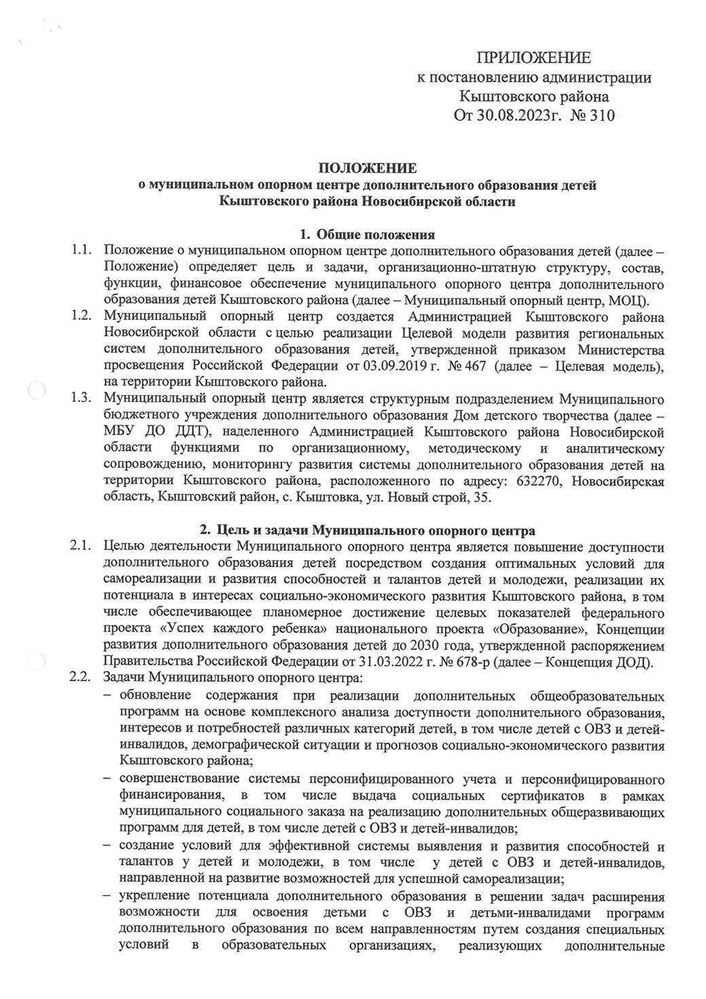 ПРИЛОЖЕНИЕ
к постановлению администрации
Кыштовского района
От 30.08.2023г. № 310
ПОЛОЖЕНИЕ
о муниципальном опорном центре дополнительного образования детей
Кыштовского района Новосибирской области
1. Общие положения
1.1. Положение о муниципальном опорном центре дополнительного образования детей (далее –
Положение) определяет цель и задачи, организационно-штатную структуру, состав,
функции, финансовое обеспечение муниципального опорного центра дополнительного
образования детей Кыштовского района (далее – Муниципальный опорный центр, МОЦ).
1.2. Муниципальный опорный центр создается Администрацией Кыштовского района
Новосибирской области с целью реализации Целевой модели развития региональных
систем дополнительного образования детей, утвержденной приказом Министерства
просвещения Российской Федерации от 03.09.2019 г. № 467 (далее – Целевая модель),
на территории Кыштовского района.
1.3. Муниципальный опорный центр является структурным подразделением Муниципального
бюджетного учреждения дополнительного образования Дом детского творчества (далее –
МБУ ДО ДДТ), наделенного Администрацией Кыштовского района Новосибирской
области функциями по организационному, методическому и аналитическому
сопровождению, мониторингу развития системы дополнительного образования детей на
территории Кыштовского района, расположенного по адресу: 632270, Новосибирская
область, Кыштовский район, с. Кыштовка, ул. Новый строй, 35.
2. Цель и задачи Муниципального опорного центра
2.1. Целью деятельности Муниципального опорного центра является повышение доступности
дополнительного образования детей посредством создания оптимальных условий для
самореализации и развития способностей и талантов детей и молодежи, реализации их
потенциала в интересах социально-экономического развития Кыштовского района, в том
числе обеспечивающее планомерное достижение целевых показателей федерального
проекта «Успех каждого ребенка» национального проекта «Образование», Концепции
развития дополнительного образования детей до 2030 года, утвержденной распоряжением
Правительства Российской Федерации от 31.03.2022 г. № 678-р (далее – Концепция ДОД).
2.2. Задачи Муниципального опорного центра:
– обновление содержания при реализации дополнительных общеобразовательных
программ на основе комплексного анализа доступности дополнительного образования,
интересов и потребностей различных категорий детей, в том числе детей с ОВЗ и детей-
инвалидов, демографической ситуации и прогнозов социально-экономического развития
Кыштовского района;
– совершенствование системы персонифицированного учета и персонифицированного
финансирования, в том числе выдача социальных сертификатов в рамках
муниципального социального заказа на реализацию дополнительных общеразвивающих
программ для детей, в том числе детей с ОВЗ и детей-инвалидов;
– создание условий для эффективной системы выявления и развития способностей и
талантов у детей и молодежи, в том числе у детей с ОВЗ и детей-инвалидов,
направленной на развитие возможностей для успешной самореализации;
– укрепление потенциала дополнительного образования в решении задач расширения
возможности для освоения детьми с ОВЗ и детьми-инвалидами программ
дополнительного образования по всем направленностям путем создания специальных
условий в образовательных организациях, реализующих дополнительные